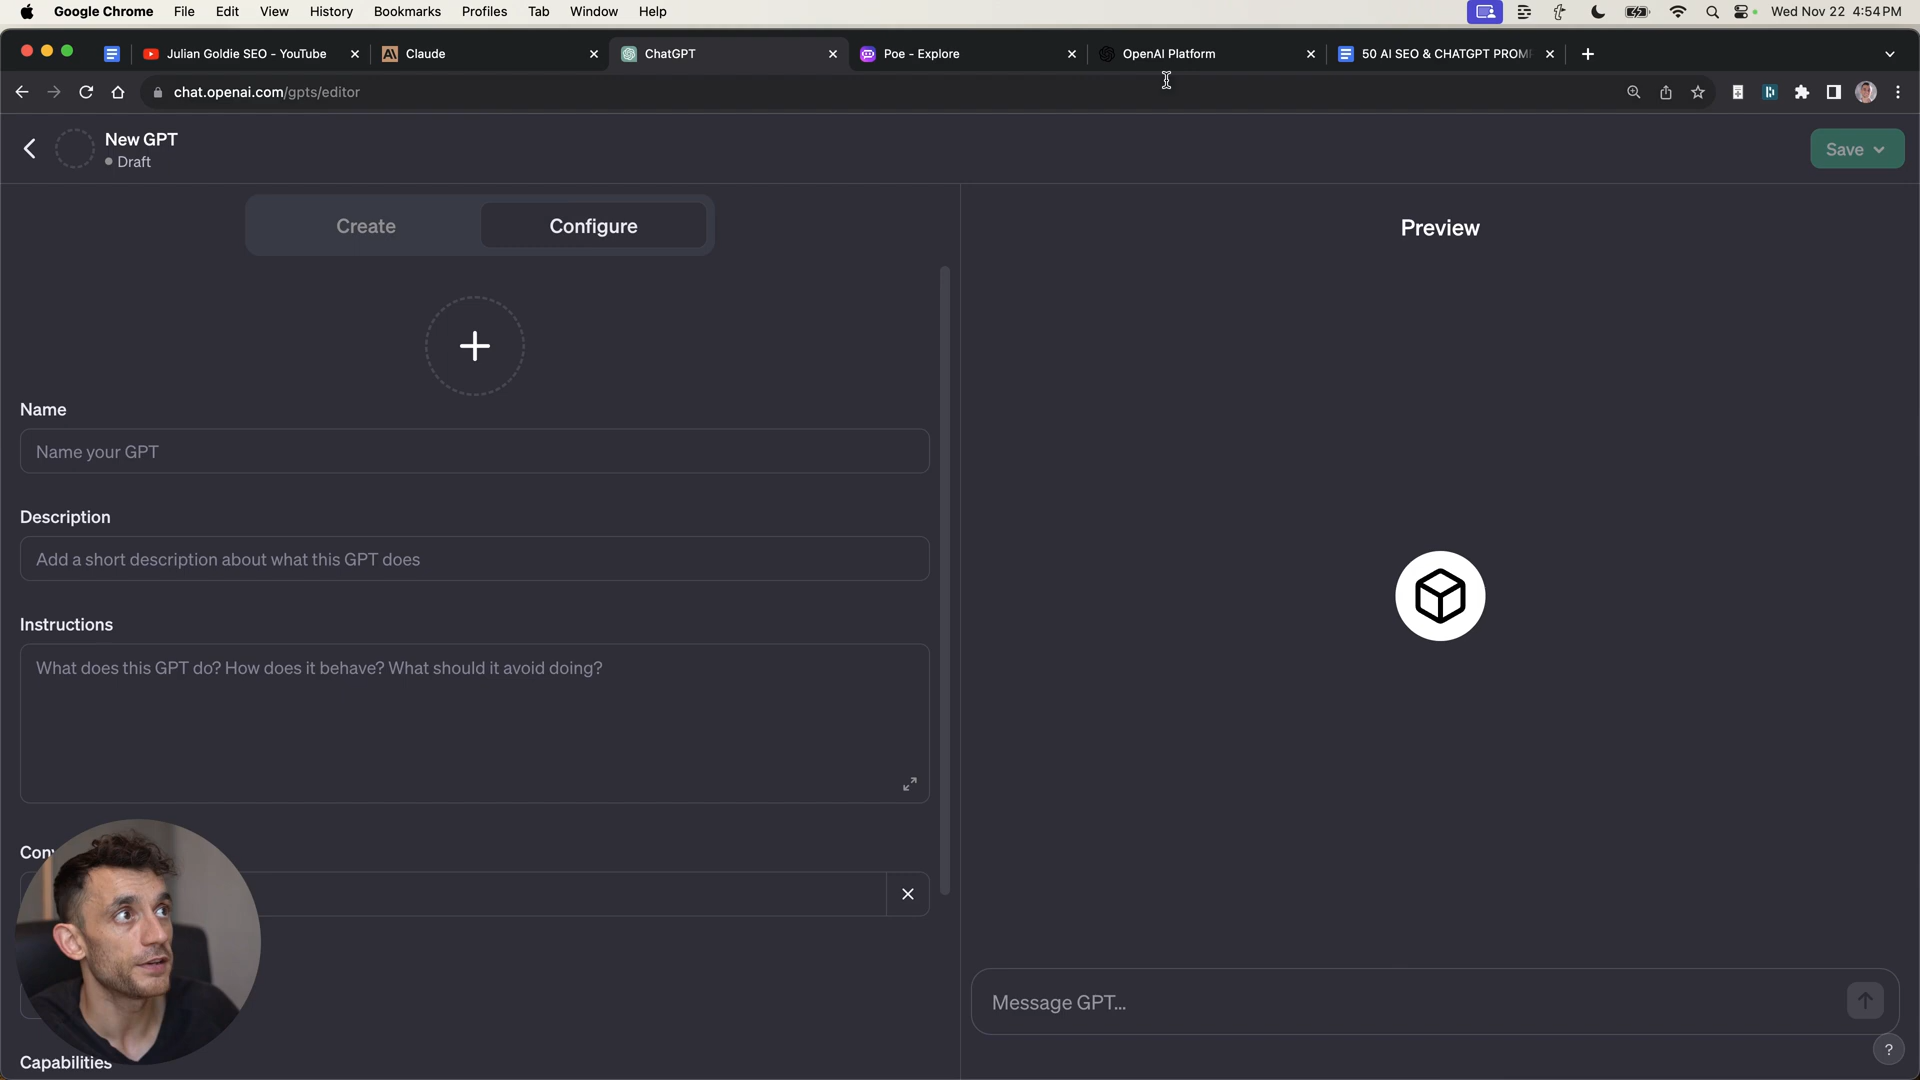 Google Chrome File Edit View History Bookmarks Profiles Tab Window Help Wed Nov 22 4:54 PM
Julian Goldie SEO - YouTube Claude ChatGPT Poe - Explore OpenAI Platform 50 AI SEO & CHATGPT PROM
chat.openai.com/gpts/editor
New GPT
Draft
Save
Create Configure
Preview
Name
Name your GPT
Description
Add a short description about what this GPT does
Instructions
What does this GPT do? How does it behave? What should it avoid doing?
Message GPT...
?
Capabilities